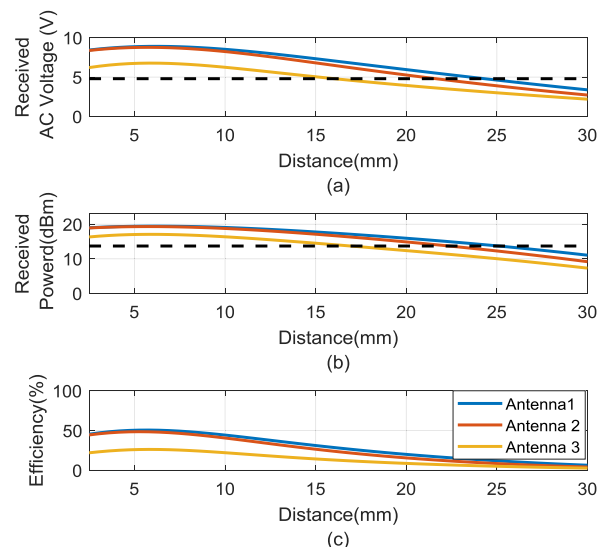 Received
AC Voltage (V)
10
5
0
5
10
15
20
25
30
Distance(mm)
(a)
Received
Powerd(dBm)
20
10
0
5
10
15
20
25
30
Distance(mm)
(b)
Efficiency(%)
100
50
0
Antenna1
Antenna 2
Antenna 3
5
10
15
20
25
30
Distance(mm)
(c)